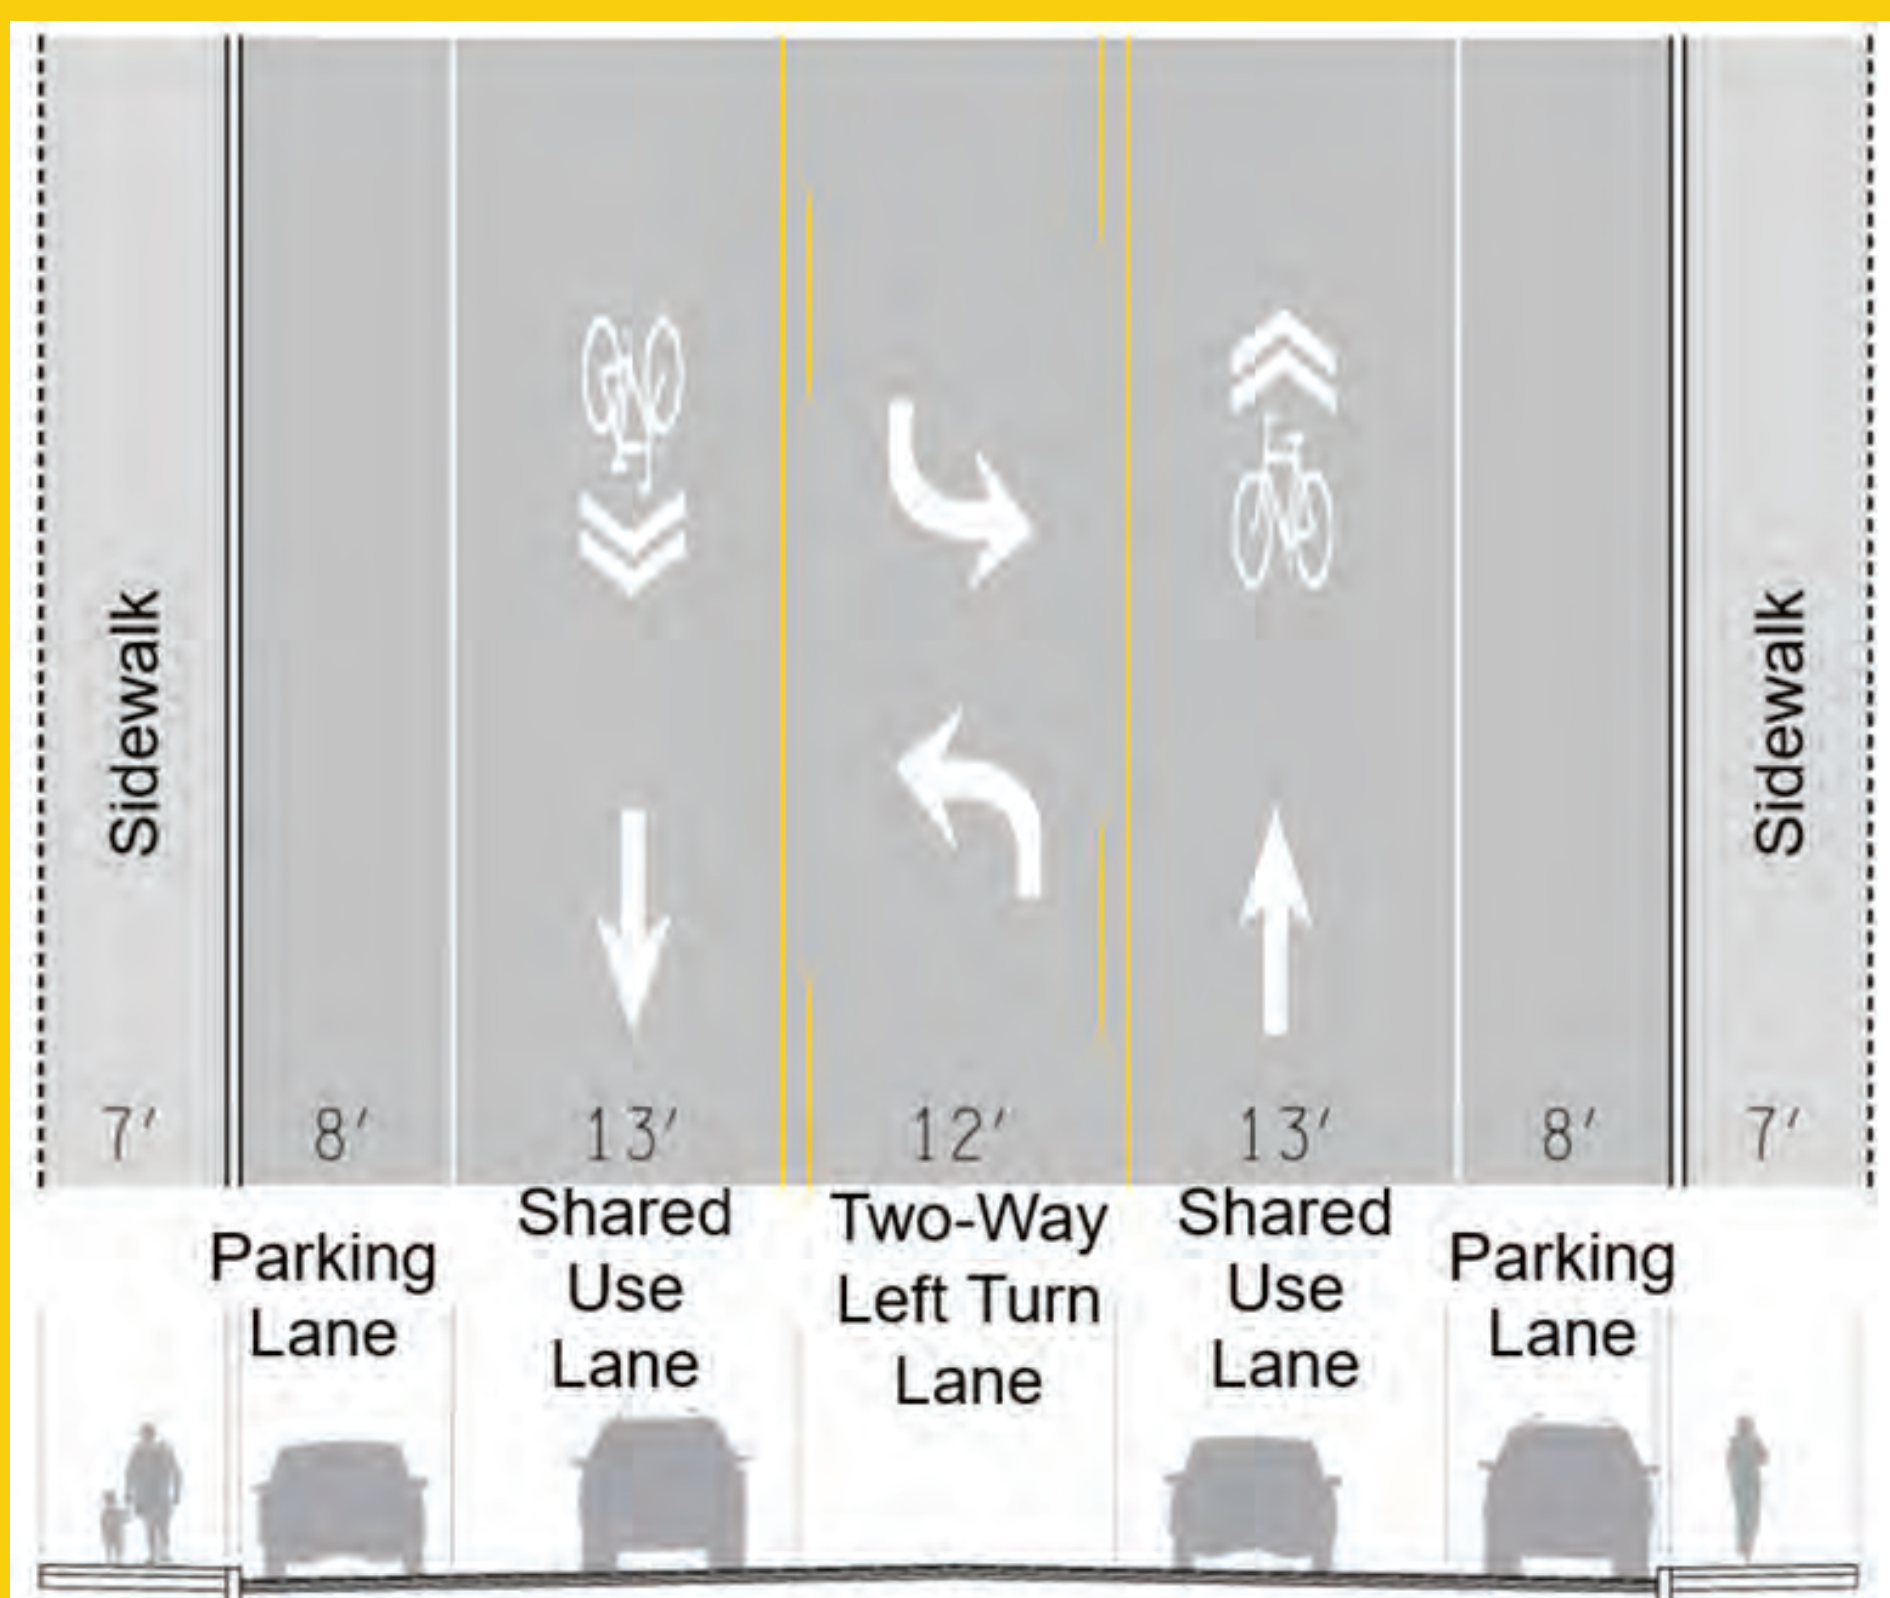 Sidewalk
Sidewalk
7'
8'
13'
12'
13'
8'
7'
Parking
Lane
Shared
Use
Lane
Two-Way
Left Turn
Lane
Shared
Use
Lane
Parking
Lane